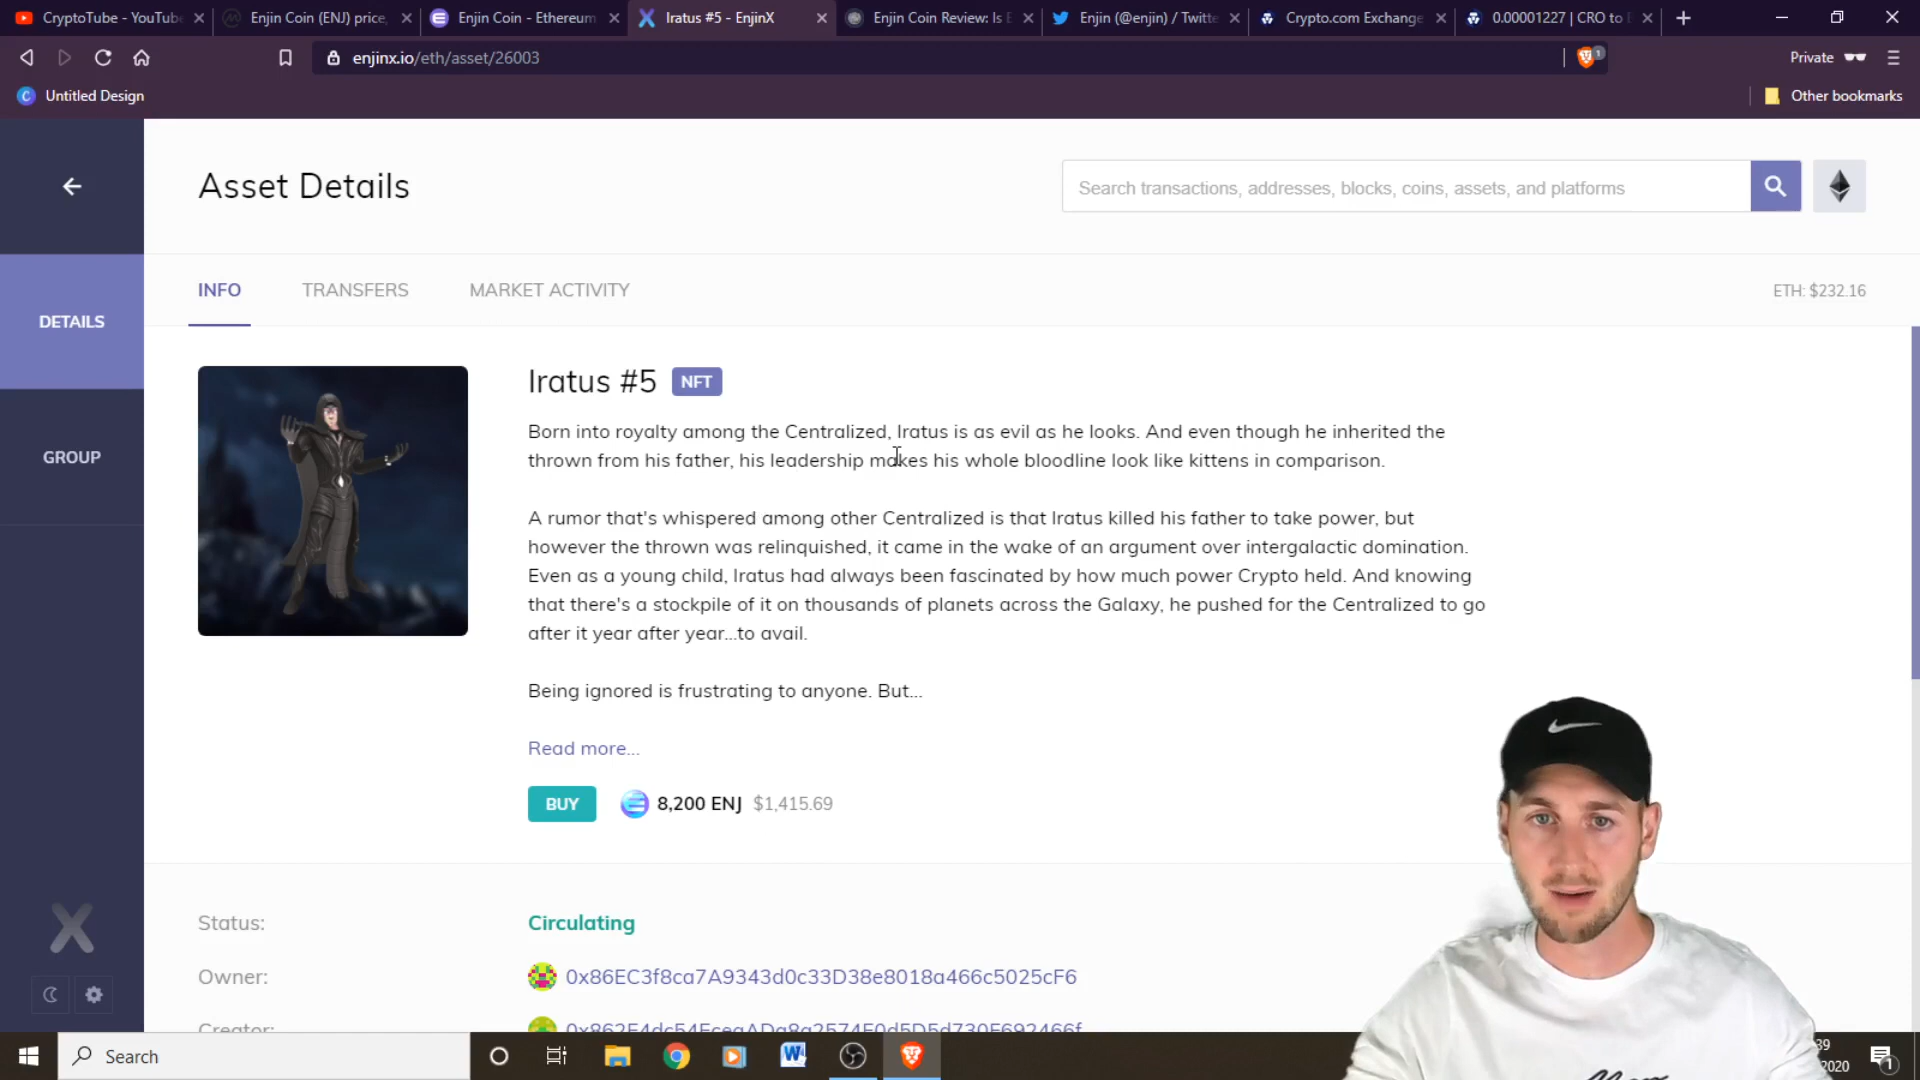 CryptoTube - YouTub
Enjin Coin (ENJ) price,
Enjin Coin - Ethereum
Iratus #5 - EnjinX
Enjin Coin Review: Is E
Enjin (@enjin) / Twitte
Crypto.com Exchange
0.00001227 | CRO to
enjinx.io/eth/asset/26003
1
Private
Untitled Design
Other bookmarks
Asset Details
Search transactions, addresses, blocks, coins, assets, and platforms
INFO
TRANSFERS
MARKET ACTIVITY
ETH: $232.16
DETAILS
GROUP
Iratus #5 NFT
Born into royalty among the Centralized, Iratus is as evil as he looks. And even though he inherited the
thrown from his father, his leadership makes his whole bloodline look like kittens in comparison.
A rumor that's whispered among other Centralized is that Iratus killed his father to take power, but
however the thrown was relinquished, it came in the wake of an argument over intergalactic domination.
Even as a young child, Iratus had always been fascinated by how much power Crypto held. And knowing
that there's a stockpile of it on thousands of planets across the Galaxy, he pushed for the Centralized to go
after it year after year...to avail.
Being ignored is frustrating to anyone. But...
Read more...
BUY 8,200 ENJ $1,415.69
Status: Circulating
Owner: 0x86EC3f8ca7A9343d0c33D38e8018a466c5025cF6
Creator:
Search
39
2020
1